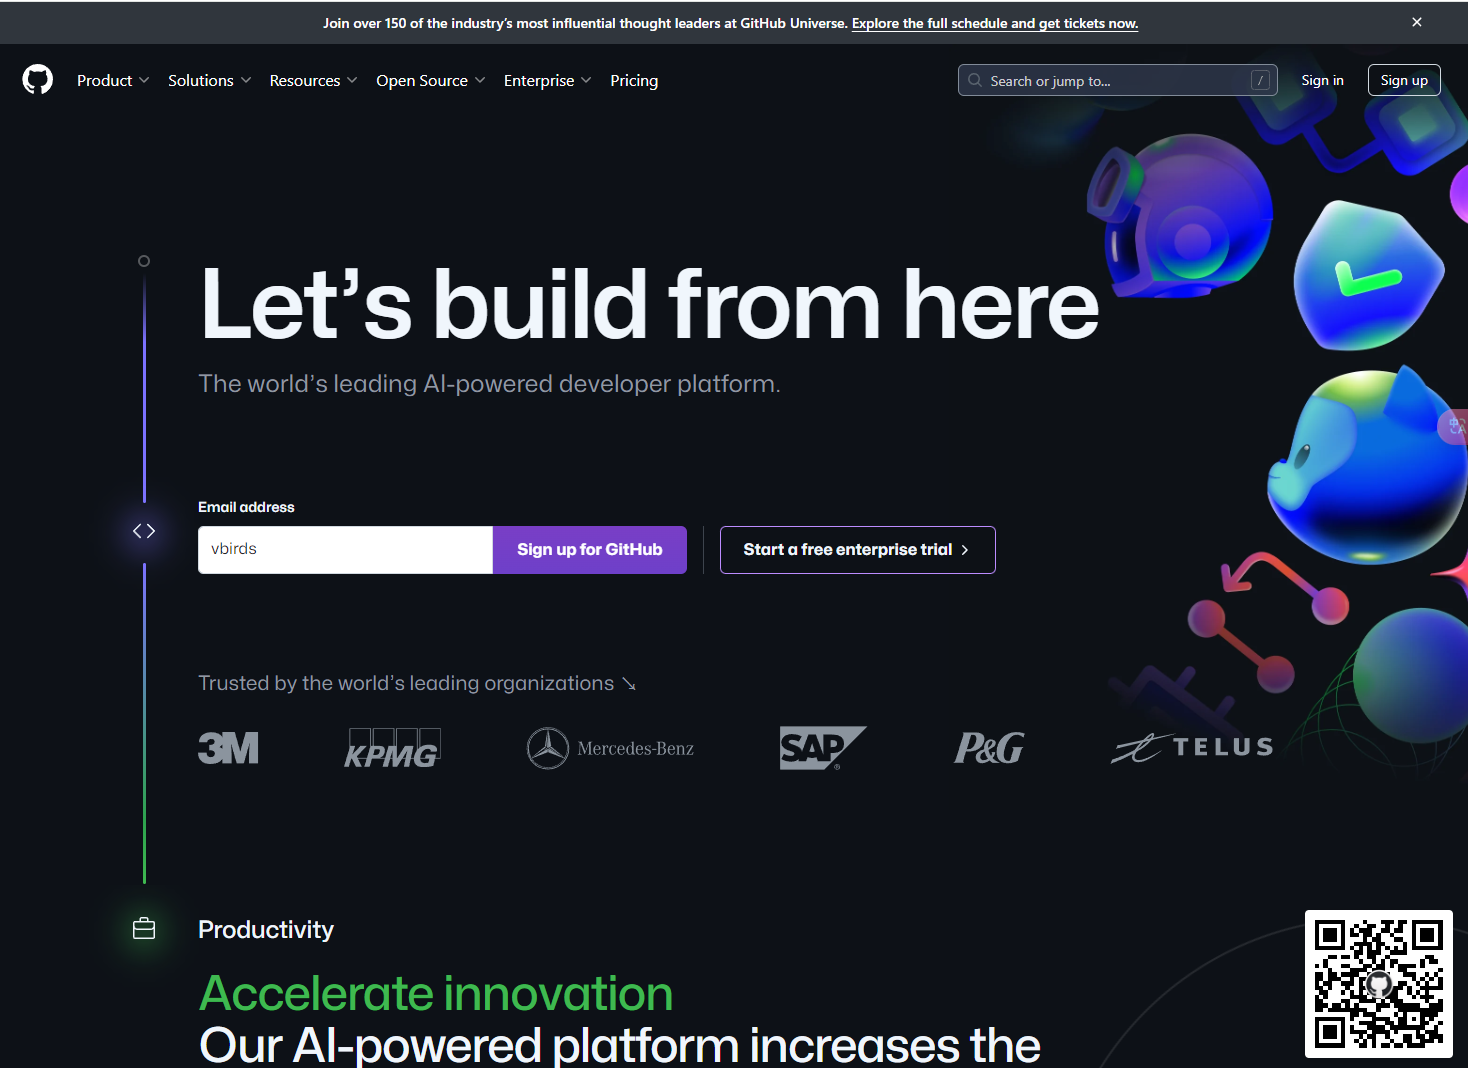 Join over 150 of the industry’s most influential thought leaders at GitHub Universe. Explore the full schedule and get tickets now.
Product Solutions Resources Open Source Enterprise Pricing Search or jump to... / Sign in Sign up
Let’s build from here
The world’s leading AI-powered developer platform.
Email address
vbirds Sign up for GitHub Start a free enterprise trial
Trusted by the world’s leading organizations
3M KPMG Mercedes-Benz SAP P&G TELUS
Productivity
Accelerate innovation
Our AI-powered platform increases the